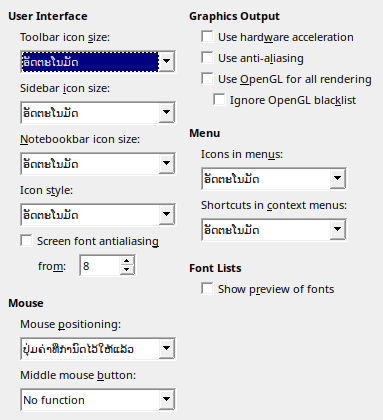 User Interface
Toolbar icon size:
ອັດຕະໂນມັດ
Sidebar icon size:
ອັດຕະໂນມັດ
Notebookbar icon size:
ອັດຕະໂນມັດ
Icon style:
ອັດຕະໂນມັດ
Screen font antialiasing
from: 8
Mouse
Mouse positioning:
ປຸ່ມຄ່າທີ່ກຳນົດໄວ້ໃຫ້ແລ້ວ
Middle mouse button:
No function
Graphics Output
Use hardware acceleration
Use anti-aliasing
Use OpenGL for all rendering
Ignore OpenGL blacklist
Menu
Icons in menus:
ອັດຕະໂນມັດ
Shortcuts in context menus:
ອັດຕະໂນມັດ
Font Lists
Show preview of fonts